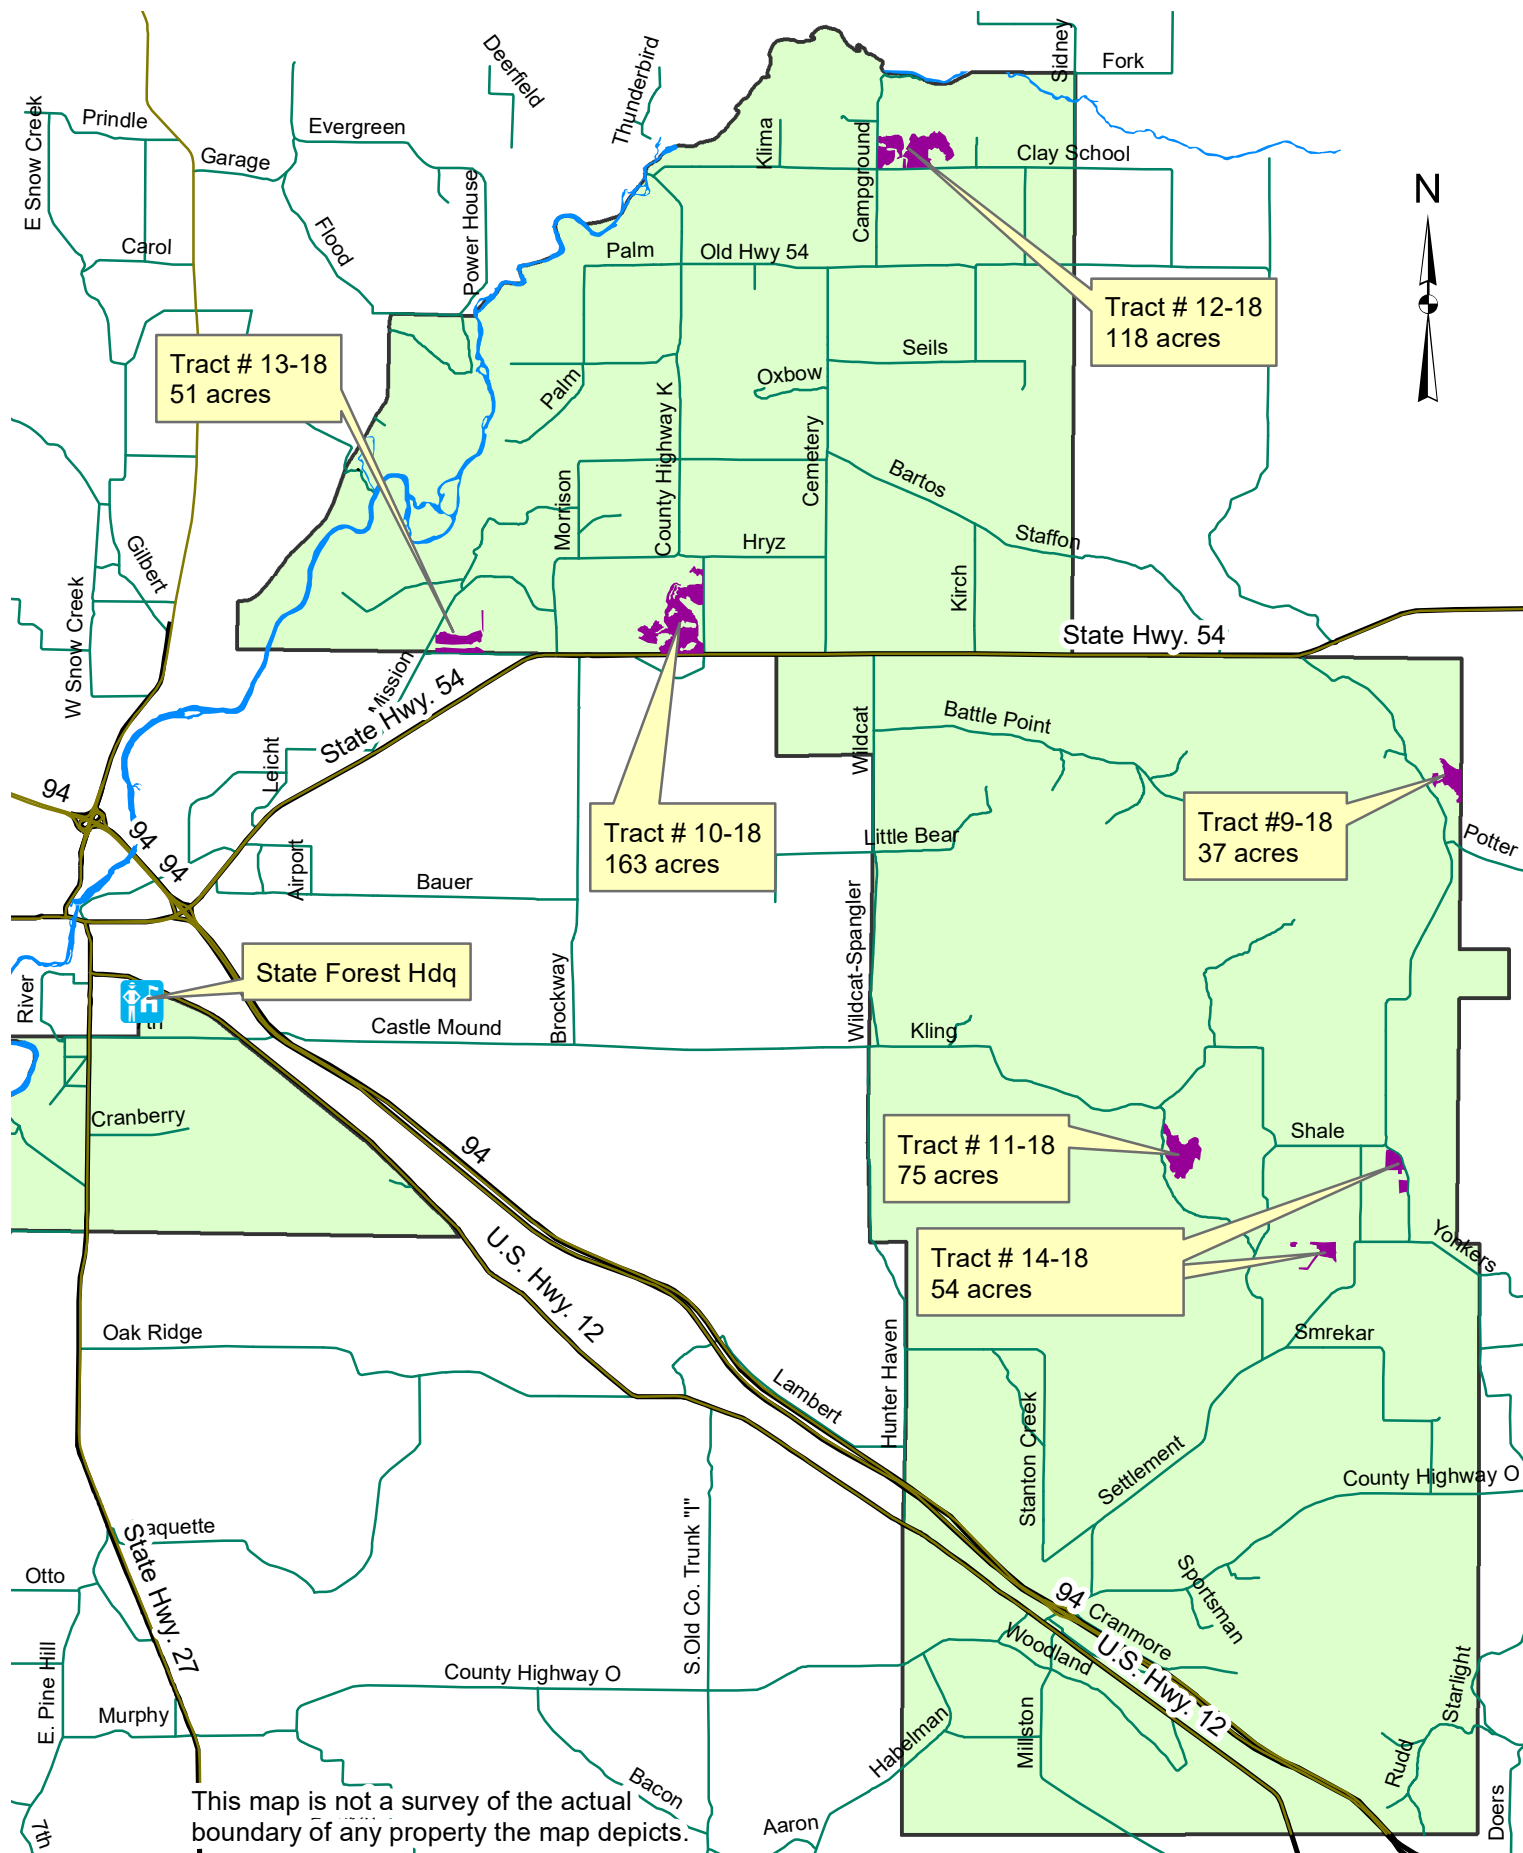 Sidney
Fork
Deerfield
Thunderbird
E Snow Creek
Prindle
Evergreen
Garage
Klima
Campground
Clay School
N
Power House
Flood
Carol
Palm
Old Hwy 54
Tract # 12-18
118 acres
Tract # 13-18
51 acres
Seils
Oxbow
Palm
County Highway K
Cemetery
Bartos
Morrison
Hryz
Staffon
Gilbert
Kirch
W Snow Creek
State Hwy. 54
Mission
State Hwy. 54
Wildcat
Battle Point
Leicht
94
94
94
Tract # 10-18
163 acres
Little Bear
Tract #9-18
37 acres
Potter
Airport
Bauer
Wildcat-Spangler
State Forest Hdq
River
th
Brockway
Castle Mound
Kling
Cranberry
94
Tract # 11-18
75 acres
Shale
Tract # 14-18
54 acres
Yonkers
U.S. Hwy. 12
Oak Ridge
Smrekar
Hunter Haven
Lambert
Stanton Creek
Settlement
County Highway O
aquette
State Hwy. 27
Otto
S.Old Co. Trunk "I"
Sportsman
94
Cranmore
Woodland
U.S. Hwy. 12
E. Pine Hill
County Highway O
Starlight
Murphy
Millston
Habelman
Rudd
Bacon
Aaron
Doers
7th
This map is not a survey of the actual
boundary of any property the map depicts.